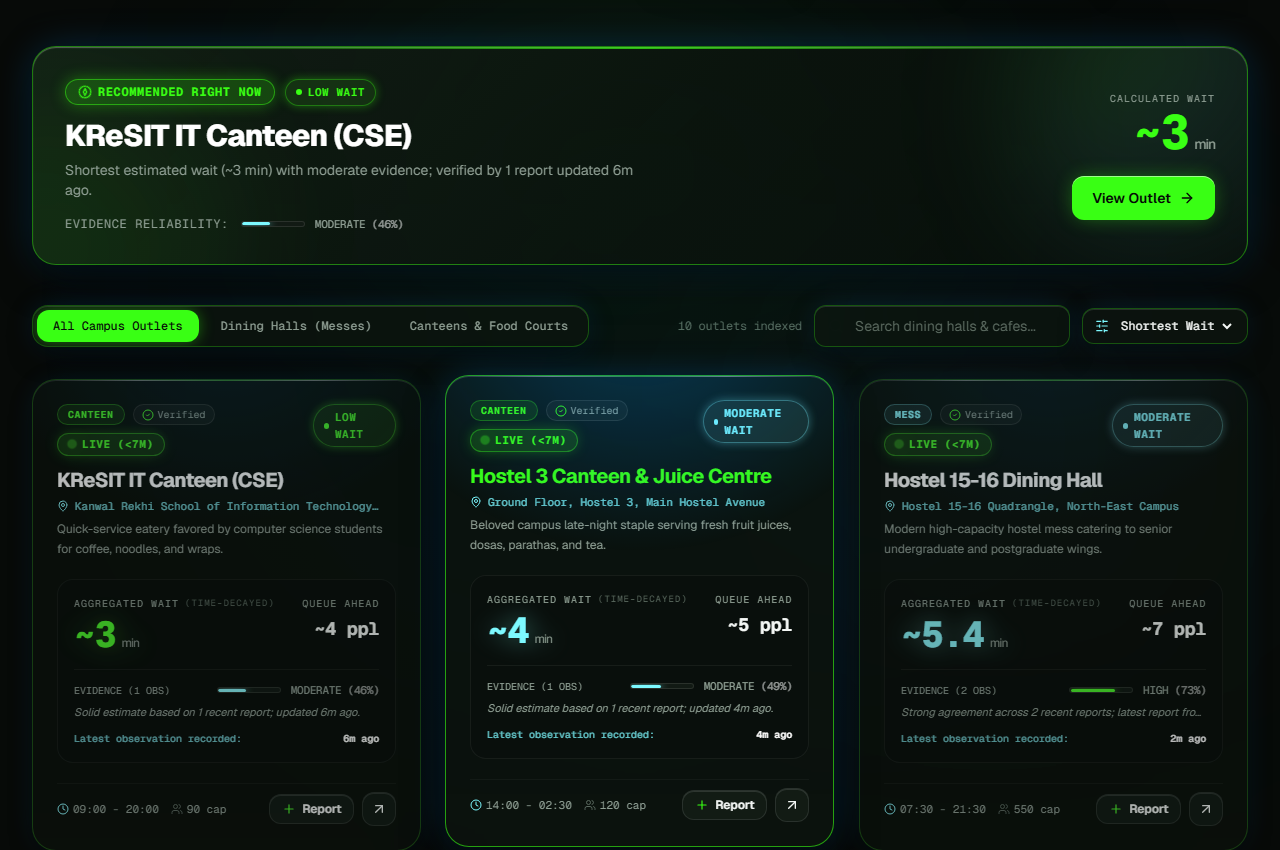 RECOMMENDED RIGHT NOW
LOW WAIT
KReSIT IT Canteen (CSE)
Shortest estimated wait (~3 min) with moderate evidence; verified by 1 report updated 6m
ago.
EVIDENCE RELIABILITY:
MODERATE (46%)
CALCULATED WAIT
~3 min
View Outlet →
All Campus Outlets
Dining Halls (Messes)
Canteens & Food Courts
10 outlets indexed
Search dining halls & cafes...
Shortest Wait
CANTEEN
Verified
LIVE (<7M)
LOW
WAIT
KReSIT IT Canteen (CSE)
Kanwal Rekhi School of Information Technology…
Quick-service eatery favored by computer science students
for coffee, noodles, and wraps.
AGGREGATED WAIT (TIME-DECAYED)
QUEUE AHEAD
~3 min
~4 ppl
EVIDENCE (1 OBS)
MODERATE (46%)
Solid estimate based on 1 recent report; updated 6m ago.
Latest observation recorded:
6m ago
09:00 - 20:00
90 cap
+ Report
CANTEEN
Verified
LIVE (<7M)
MODERATE
WAIT
Hostel 3 Canteen & Juice Centre
Ground Floor, Hostel 3, Main Hostel Avenue
Beloved campus late-night staple serving fresh fruit juices,
dosas, parathas, and tea.
AGGREGATED WAIT (TIME-DECAYED)
QUEUE AHEAD
~4 min
~5 ppl
EVIDENCE (1 OBS)
MODERATE (49%)
Solid estimate based on 1 recent report; updated 4m ago.
Latest observation recorded:
4m ago
14:00 - 02:30
120 cap
+ Report
MESS
Verified
LIVE (<7M)
MODERATE
WAIT
Hostel 15-16 Dining Hall
Hostel 15-16 Quadrangle, North-East Campus
Modern high-capacity hostel mess catering to senior
undergraduate and postgraduate wings.
AGGREGATED WAIT (TIME-DECAYED)
QUEUE AHEAD
~5.4 min
~7 ppl
EVIDENCE (2 OBS)
HIGH (73%)
Strong agreement across 2 recent reports; latest report fro…
Latest observation recorded:
2m ago
07:30 - 21:30
550 cap
+ Report